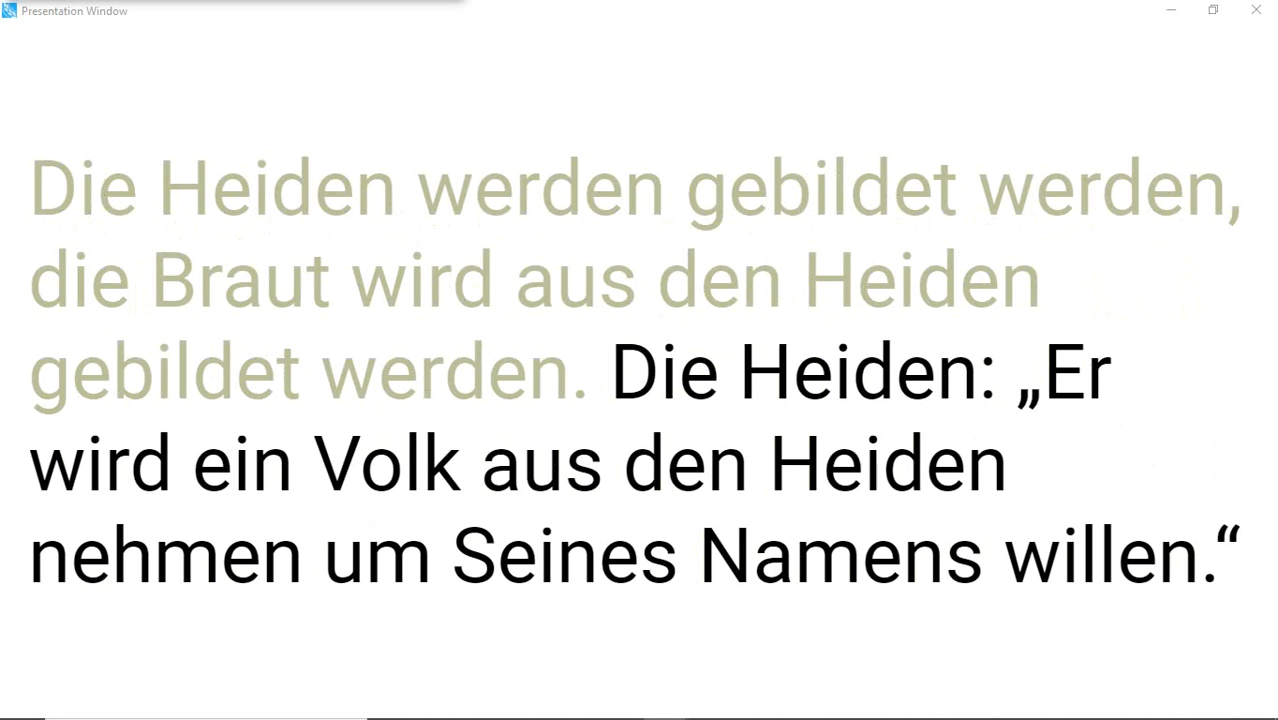 Presentation Window
Die Heiden werden gebildet werden,
die Braut wird aus den Heiden
gebildet werden. Die Heiden: „Er
wird ein Volk aus den Heiden
nehmen um Seines Namens willen.“